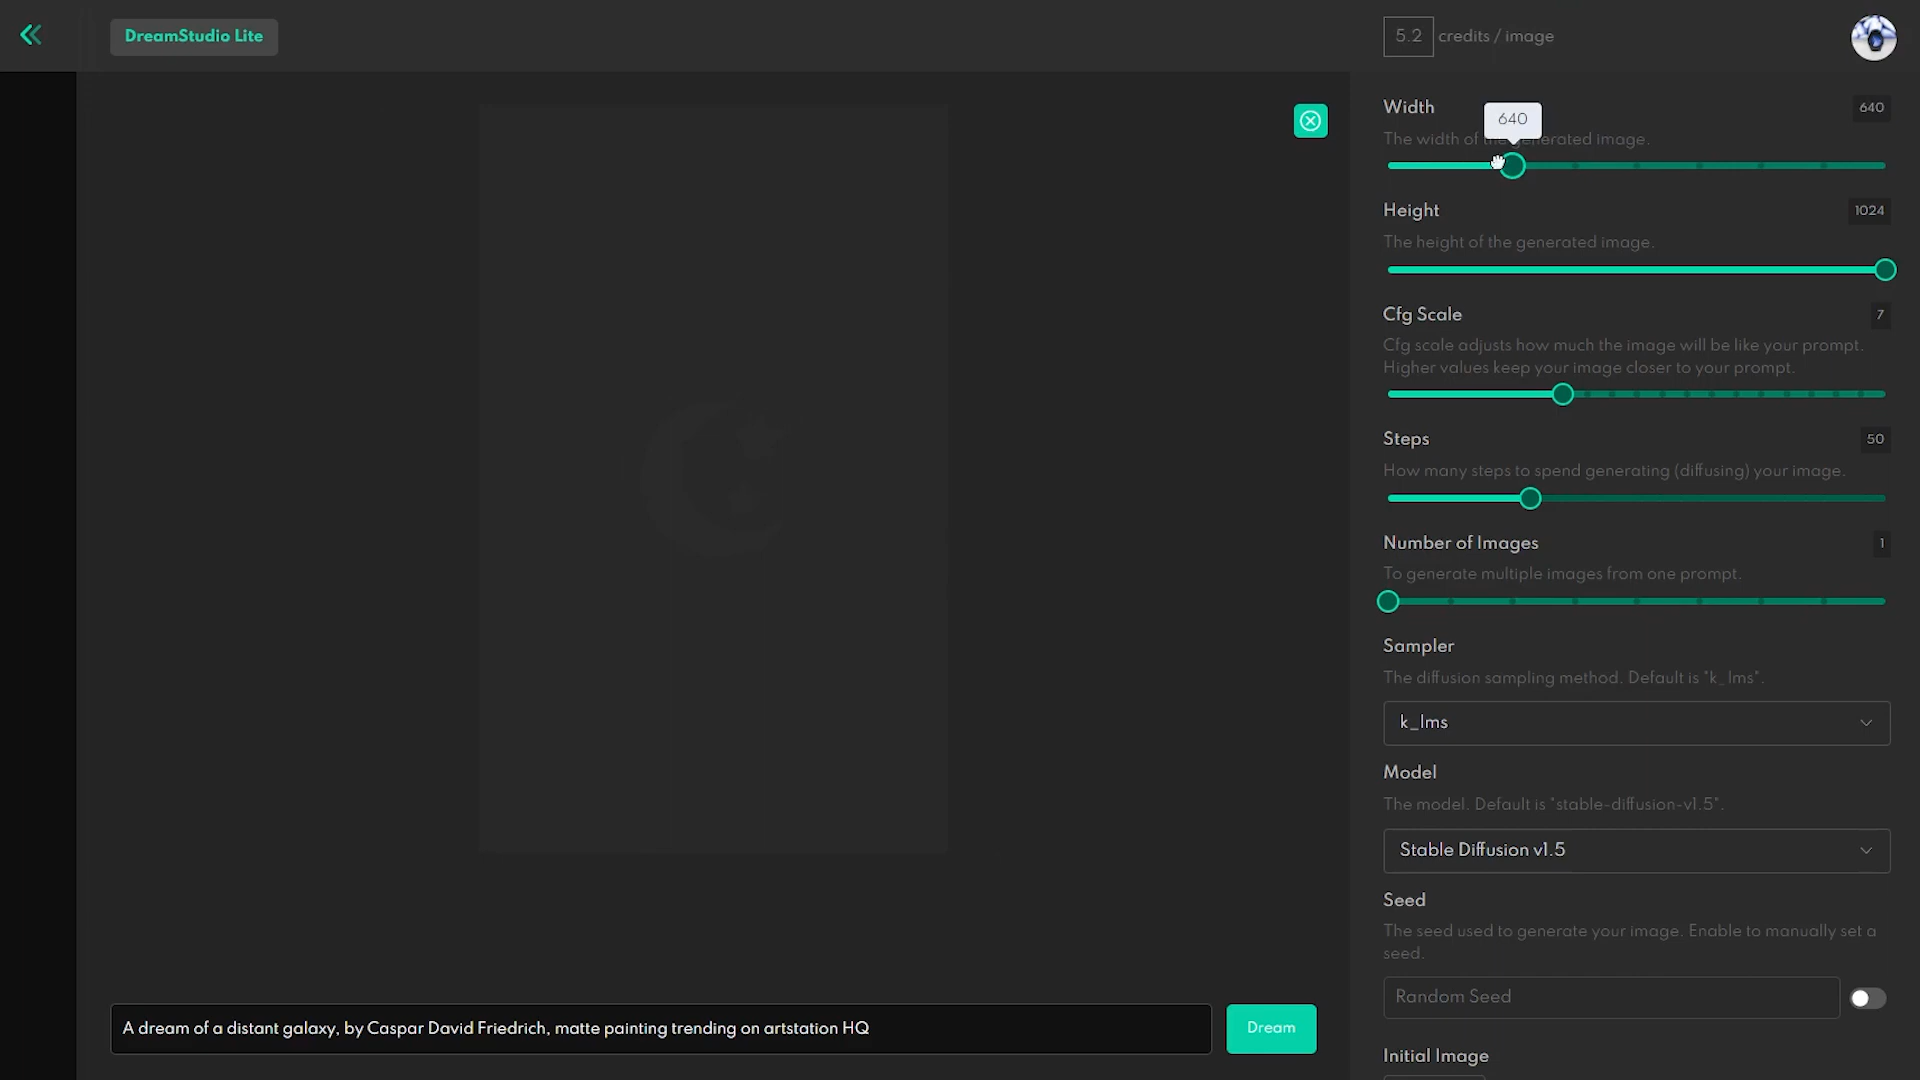 DreamStudio Lite
5.2 credits / image
Width 640
640
The width of the generated image.
Height 1024
The height of the generated image.
Cfg Scale 7
Cfg scale adjusts how much the image will be like your prompt.
Higher values keep your image closer to your prompt.
Steps 50
How many steps to spend generating (diffusing) your image.
Number of Images 1
To generate multiple images from one prompt.
Sampler
The diffusion sampling method. Default is "k_lms".
k_lms
Model
The model. Default is "stable-diffusion-v1.5".
Stable Diffusion v1.5
Seed
The seed used to generate your image. Enable to manually set a
seed.
Random Seed
Initial Image
A dream of a distant galaxy, by Caspar David Friedrich, matte painting trending on artstation HQ
Dream